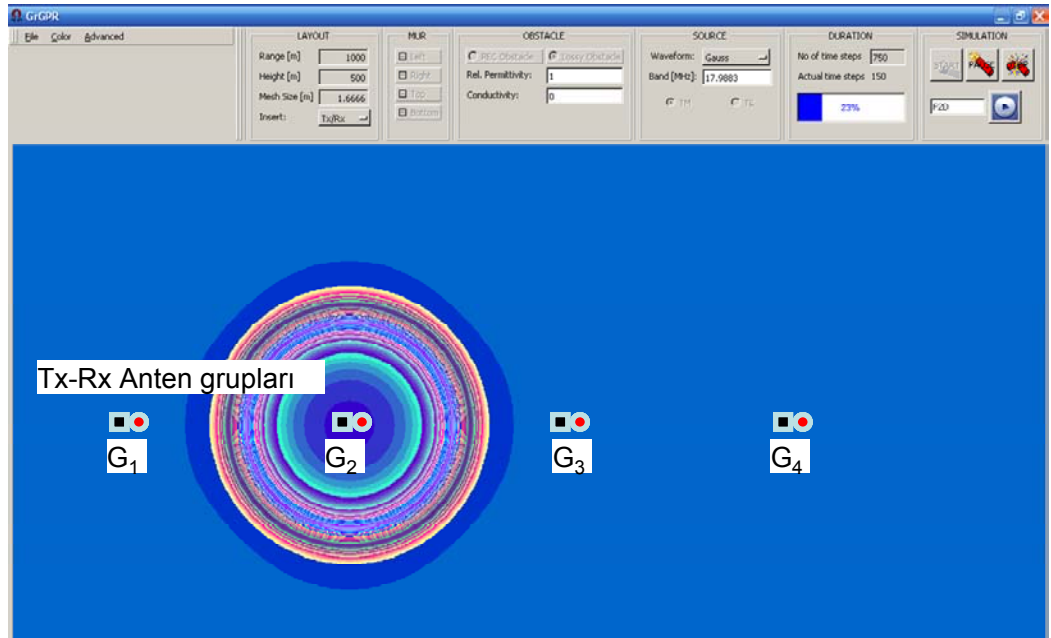 GrGPR
File Color Advanced
LAYOUT
Range [m] 1000
Height [m] 500
Mesh Size [m] 1.6666
Insert: Tx/Rx
MUR
Left
Right
Top
Bottom
OBSTACLE
PEC Obstacle Lossy Obstacle
Rel. Permittivity: 1
Conductivity: 0
SOURCE
Waveform: Gauss
Band [MHz]: 17.9883
TM TE
DURATION
No of time steps 750
Actual time steps 150
23%
SIMULATION
START PAUSE
F2D
Tx-Rx Anten grupları
G₁ G₂ G₃ G₄